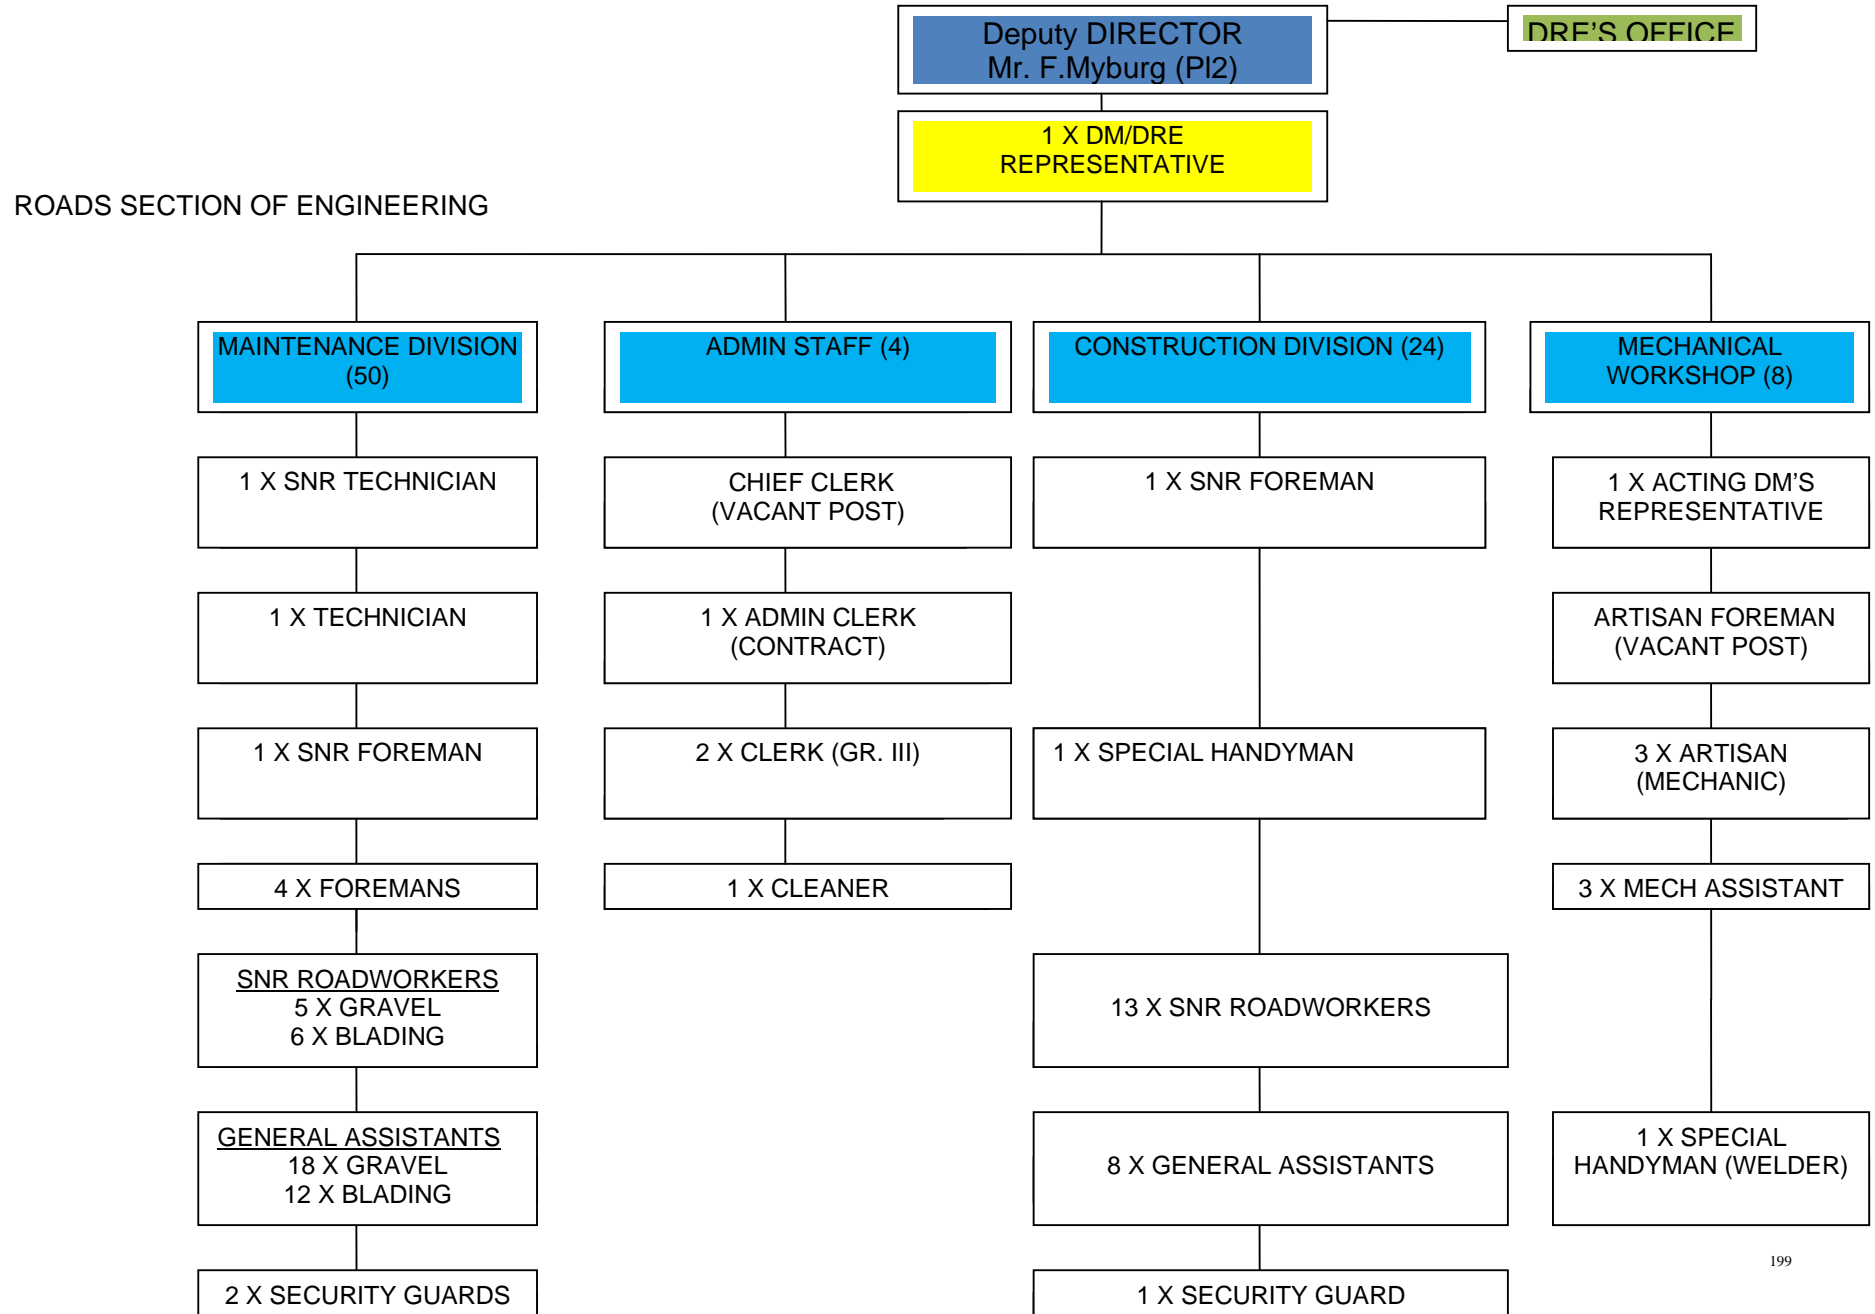 Deputy DIRECTOR
Mr. F.Myburg (Pl2)
DRE'S OFFICE
1 X DM/DRE
REPRESENTATIVE
ROADS SECTION OF ENGINEERING
MAINTENANCE DIVISION
(50)
1 X SNR TECHNICIAN
1 X TECHNICIAN
1 X SNR FOREMAN
4 X FOREMANS
SNR ROADWORKERS
5 X GRAVEL
6 X BLADING
GENERAL ASSISTANTS
18 X GRAVEL
12 X BLADING
2 X SECURITY GUARDS
ADMIN STAFF (4)
CHIEF CLERK
(VACANT POST)
1 X ADMIN CLERK
(CONTRACT)
2 X CLERK (GR. III)
1 X CLEANER
CONSTRUCTION DIVISION (24)
1 X SNR FOREMAN
1 X SPECIAL HANDYMAN
13 X SNR ROADWORKERS
8 X GENERAL ASSISTANTS
1 X SECURITY GUARD
MECHANICAL
WORKSHOP (8)
1 X ACTING DM'S
REPRESENTATIVE
ARTISAN FOREMAN
(VACANT POST)
3 X ARTISAN
(MECHANIC)
3 X MECH ASSISTANT
1 X SPECIAL
HANDYMAN (WELDER)
199